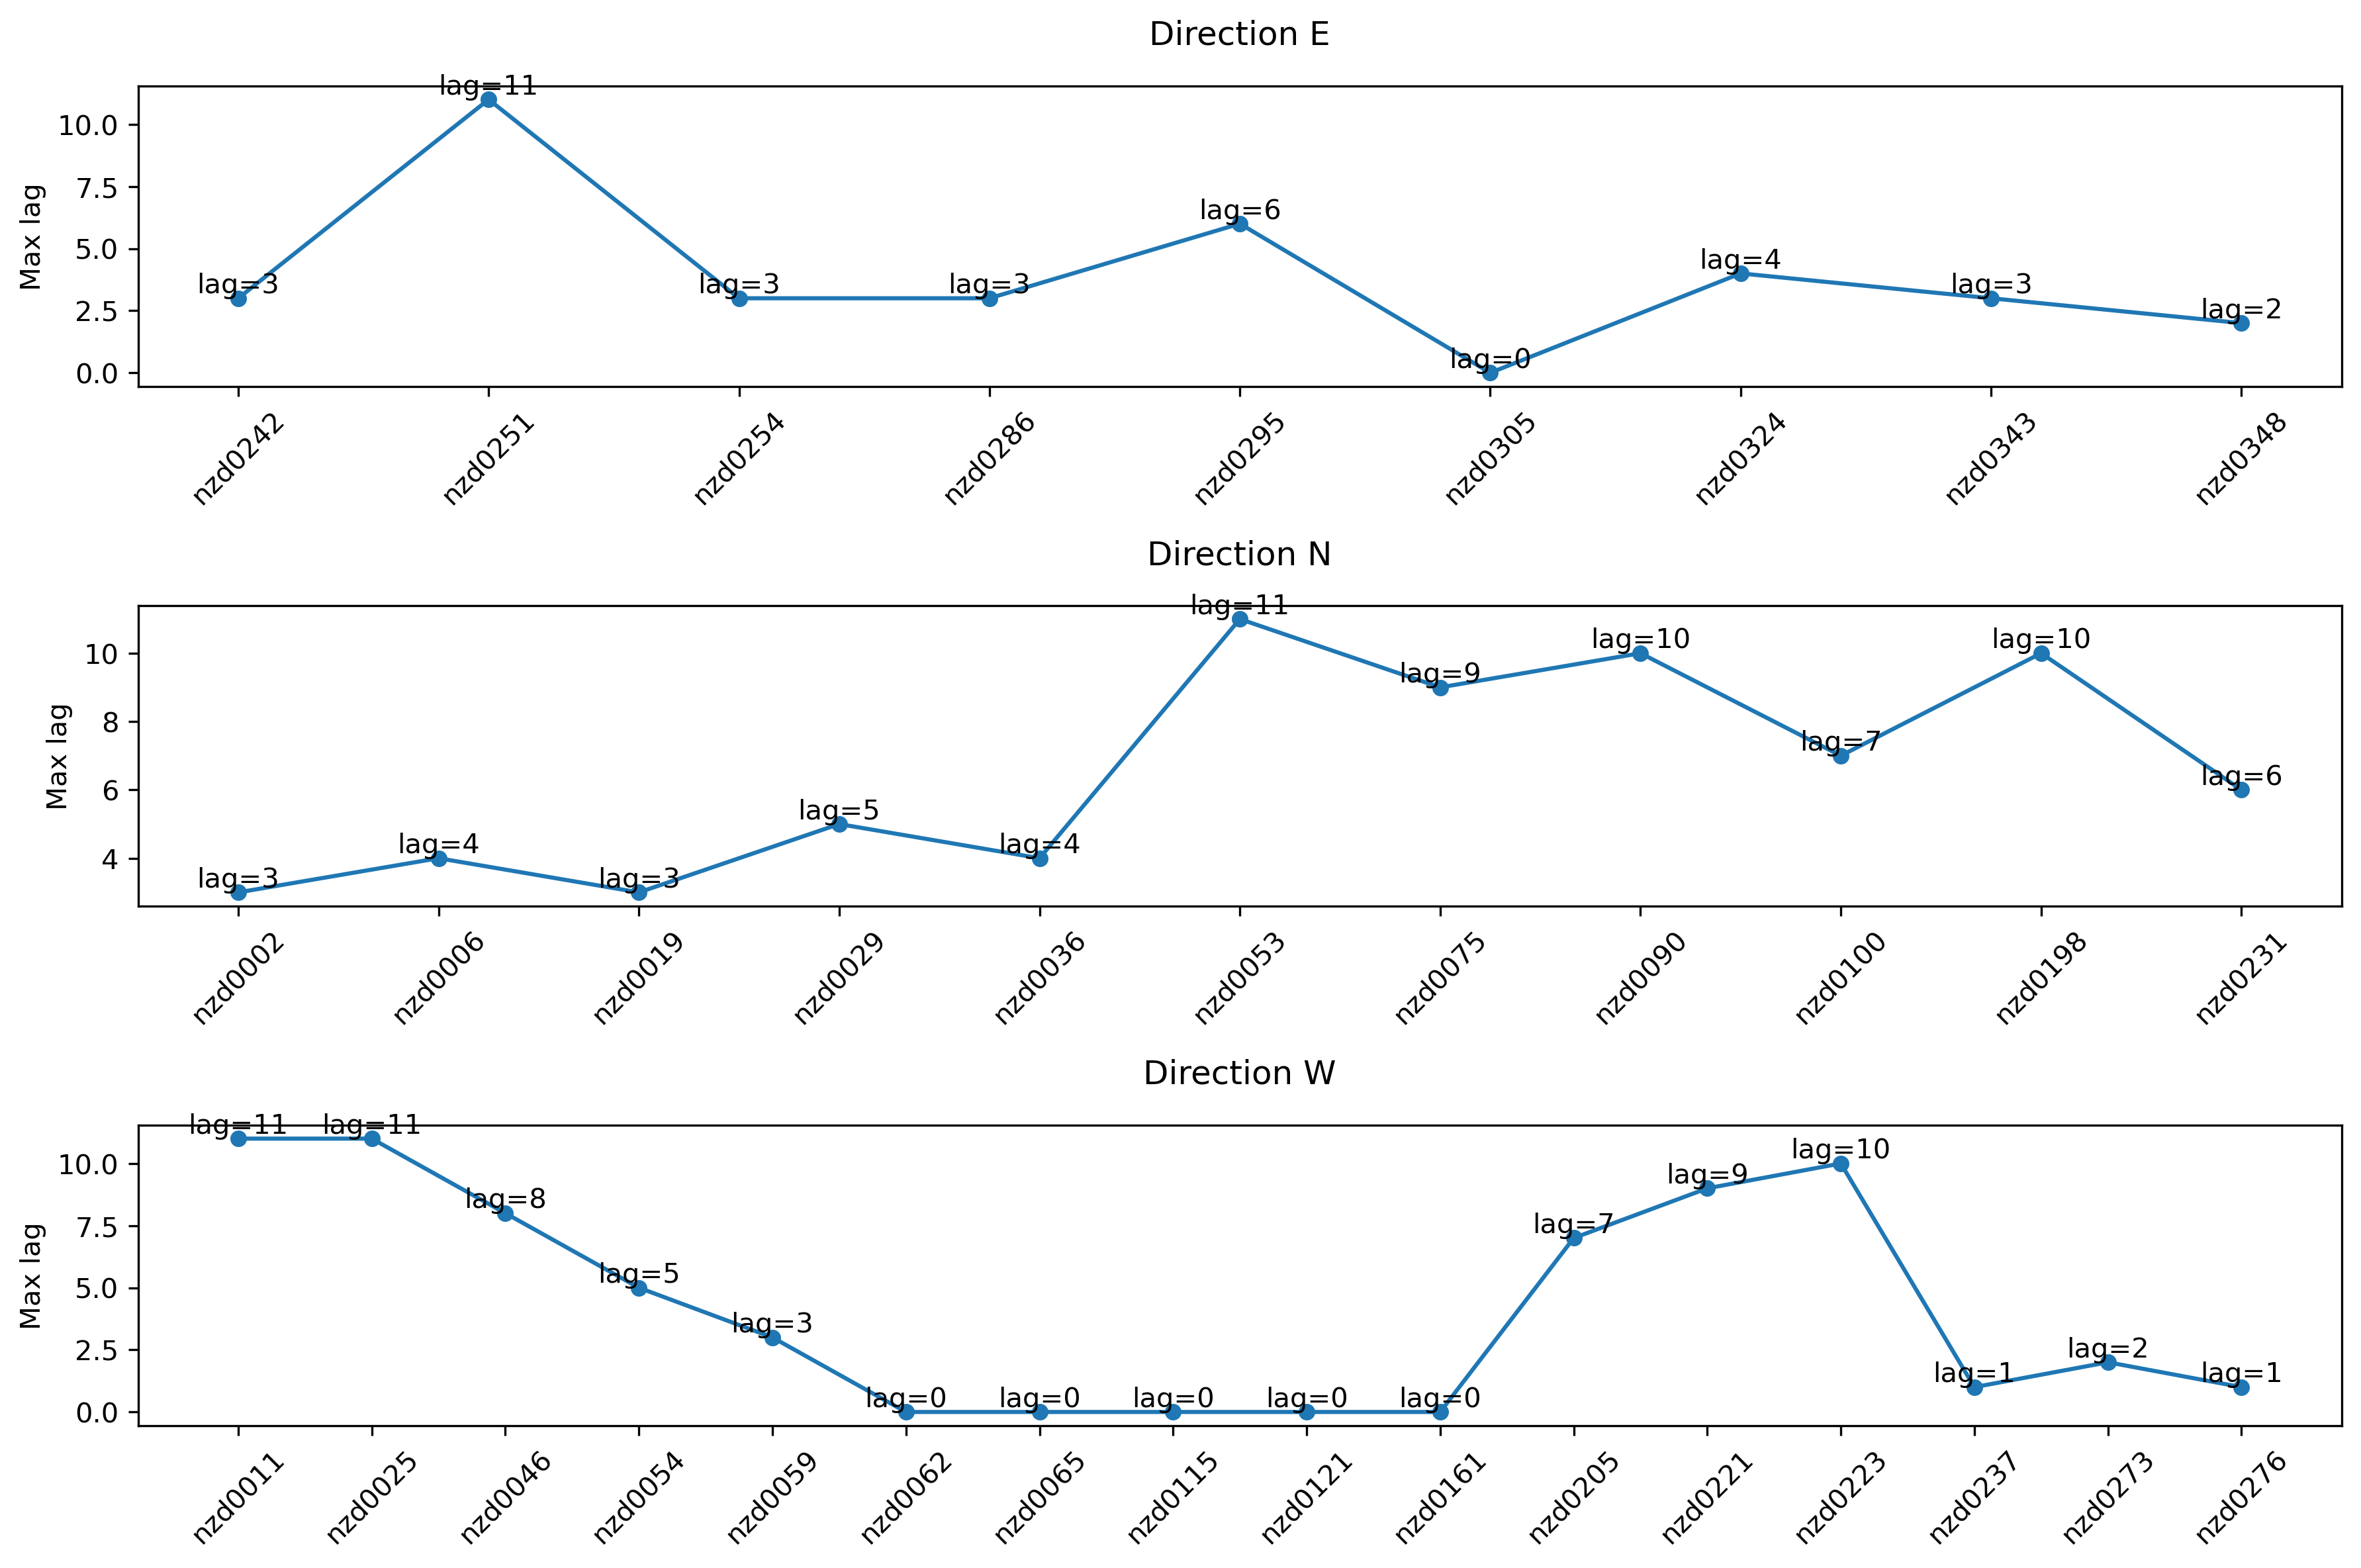 Direction E
Max lag
10.0
7.5
5.0
2.5
0.0
lag=3
lag=11
lag=3
lag=3
lag=6
lag=0
lag=4
lag=3
lag=2
nzd0242
nzd0251
nzd0254
nzd0286
nzd0295
nzd0305
nzd0324
nzd0343
nzd0348
Direction N
Max lag
10
8
6
4
lag=3
lag=4
lag=3
lag=5
lag=4
lag=11
lag=9
lag=10
lag=7
lag=10
lag=6
nzd0002
nzd0006
nzd0019
nzd0029
nzd0036
nzd0053
nzd0075
nzd0090
nzd0100
nzd0198
nzd0231
Direction W
Max lag
10.0
7.5
5.0
2.5
0.0
lag=11
lag=11
lag=8
lag=5
lag=3
lag=0
lag=0
lag=0
lag=0
lag=0
lag=7
lag=9
lag=10
lag=1
lag=2
lag=1
nzd0011
nzd0025
nzd0046
nzd0054
nzd0059
nzd0062
nzd0065
nzd0115
nzd0121
nzd0161
nzd0205
nzd0221
nzd0223
nzd0237
nzd0273
nzd0276